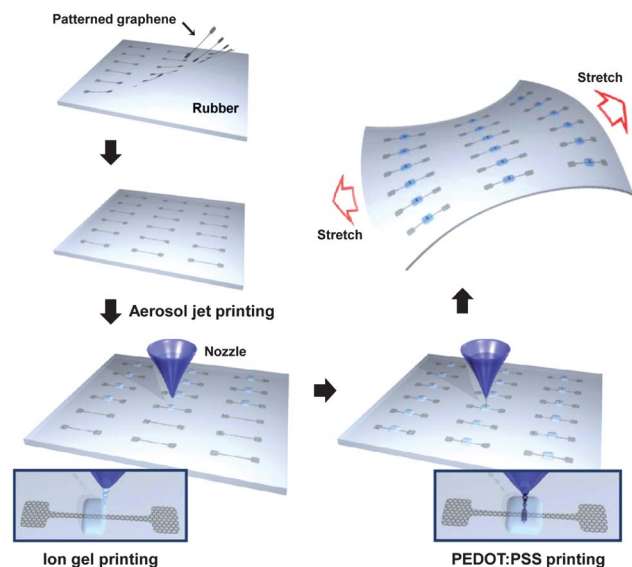 Patterned graphene
Rubber
Aerosol jet printing
Nozzle
Ion gel printing
PEDOT:PSS printing
Stretch
Stretch